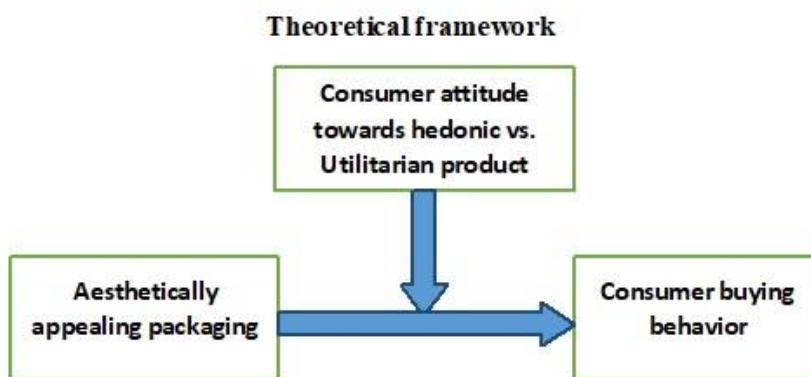 Theoretical framework
Consumer attitude
towards hedonic vs.
Utilitarian product
Aesthetically
appealing packaging
Consumer buying
behavior